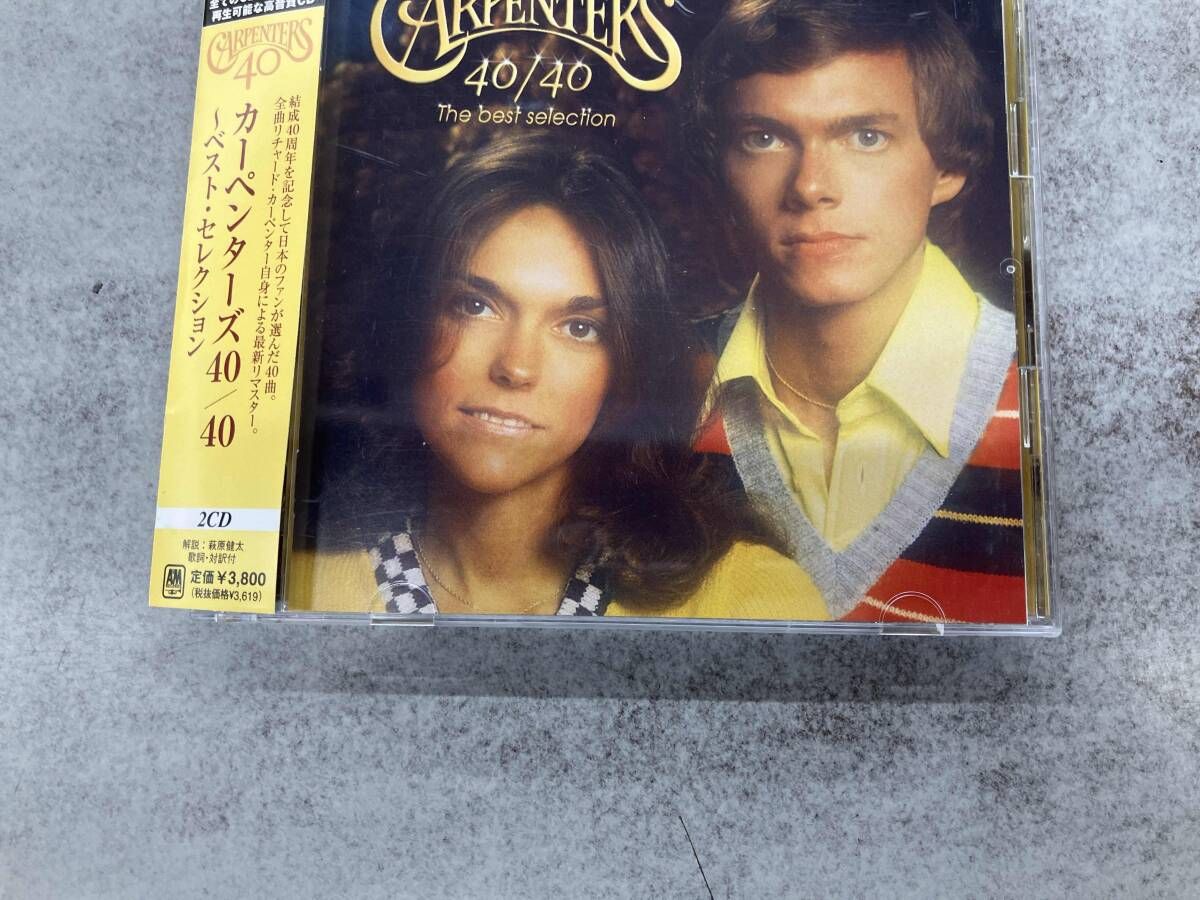 再生可能な高音質CD
CARPENTERS
40
カーペンターズ 40/40
〜ベスト・セレクション
結成40周年を記念して日本のファンが選んだ40曲。
全曲リチャード・カーペンター自身による最新リマスター。
2CD
解説：萩原健太
歌詞・対訳付
A&M
定価¥3,800
(税抜価格¥3,619)
CARPENTERS
40/40
The best selection